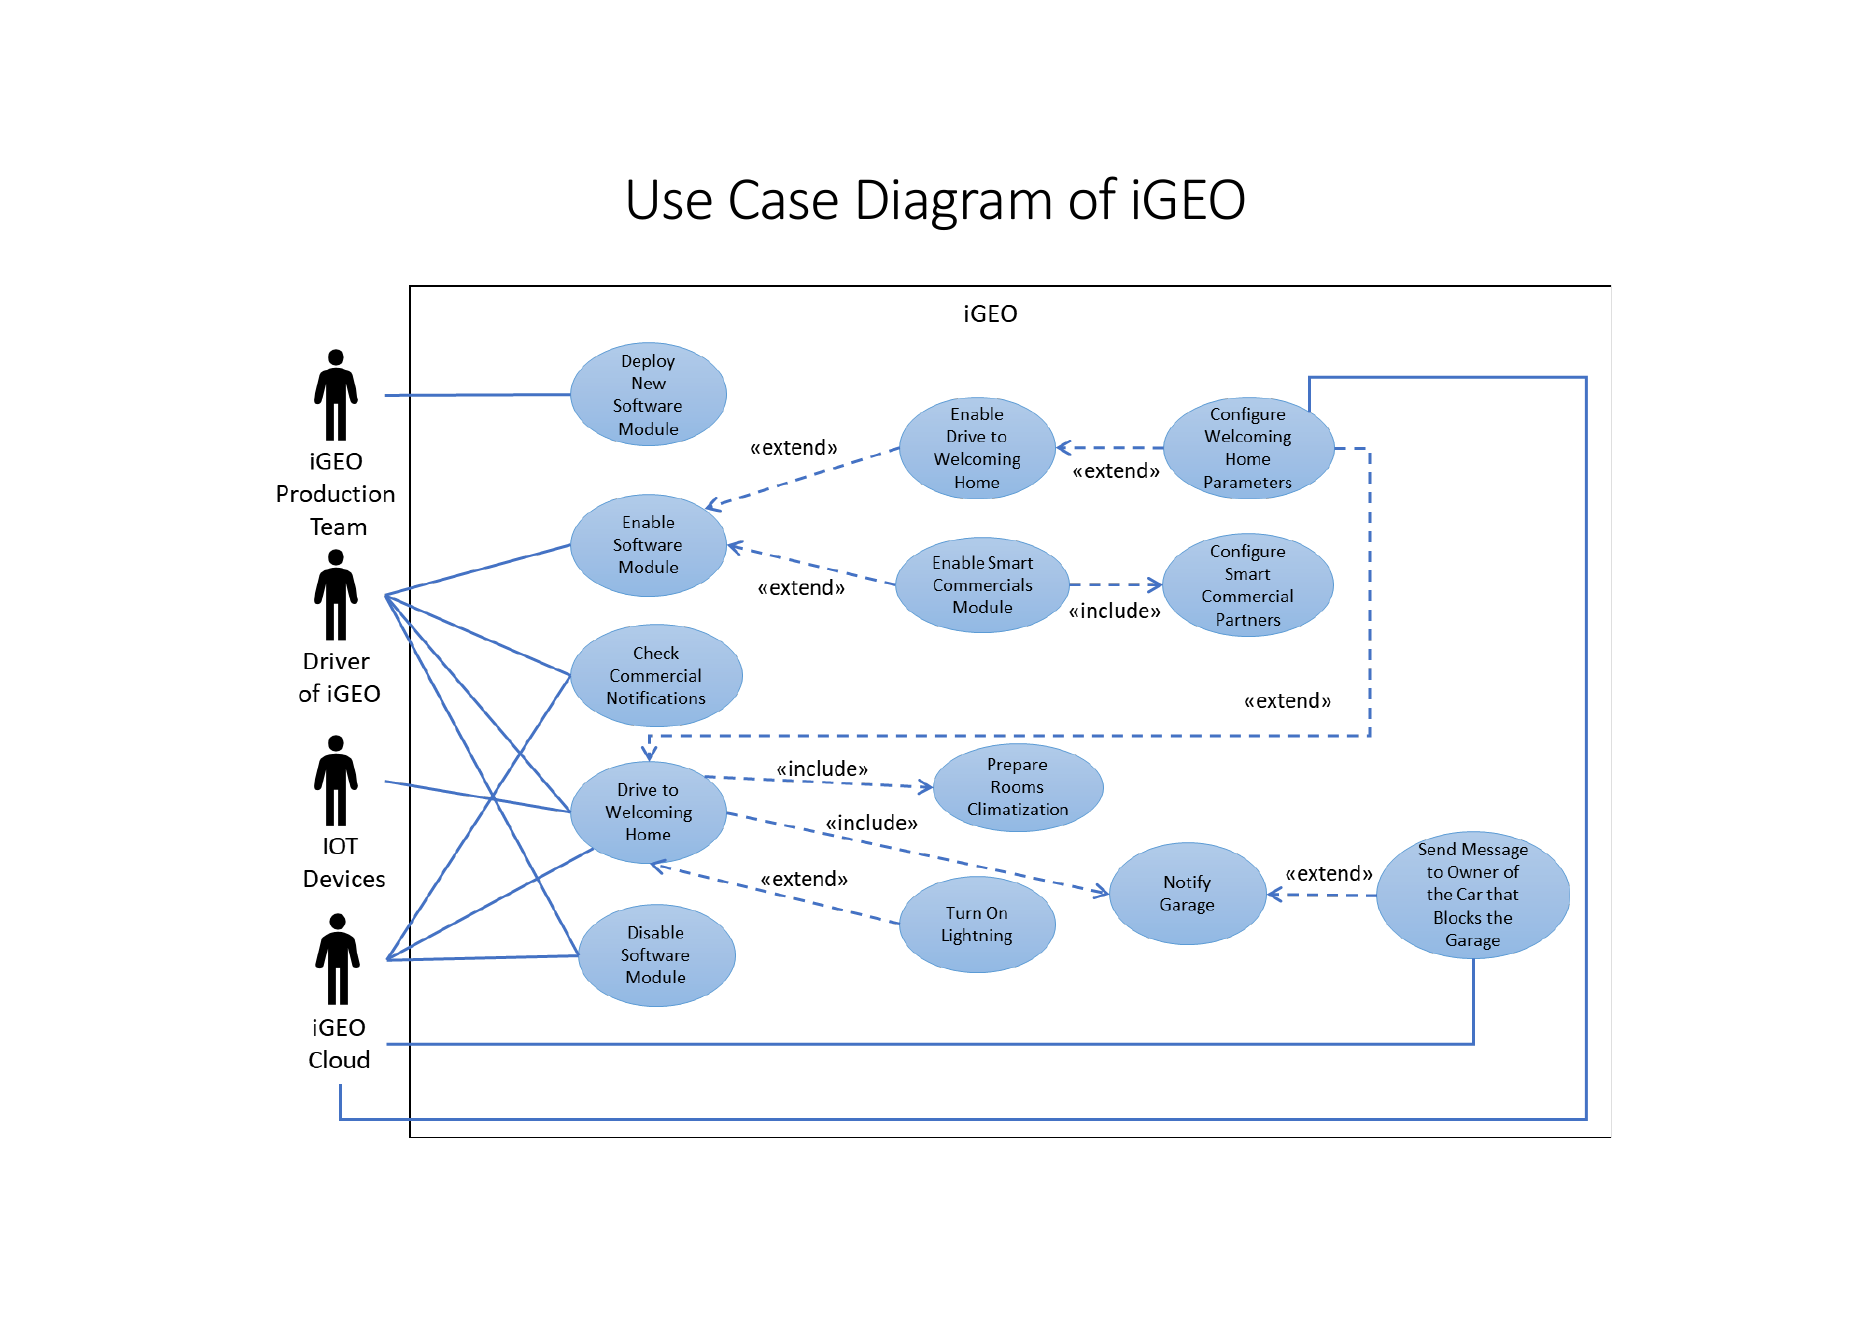 Use Case Diagram of iGEO
iGEO
iGEO
Production
Team
Driver
of iGEO
IOT
Devices
iGEO
Cloud
Deploy
New
Software
Module
Enable
Software
Module
Check
Commercial
Notifications
Drive to
Welcoming
Home
Disable
Software
Module
«extend»
Enable
Drive to
Welcoming
Home
«extend»
Configure
Welcoming
Home
Parameters
«extend»
Enable Smart
Commercials
Module
«include»
Configure
Smart
Commercial
Partners
«extend»
«include»
Prepare
Rooms
Climatization
«include»
«extend»
Turn On
Lightning
Notify
Garage
«extend»
Send Message
to Owner of
the Car that
Blocks the
Garage